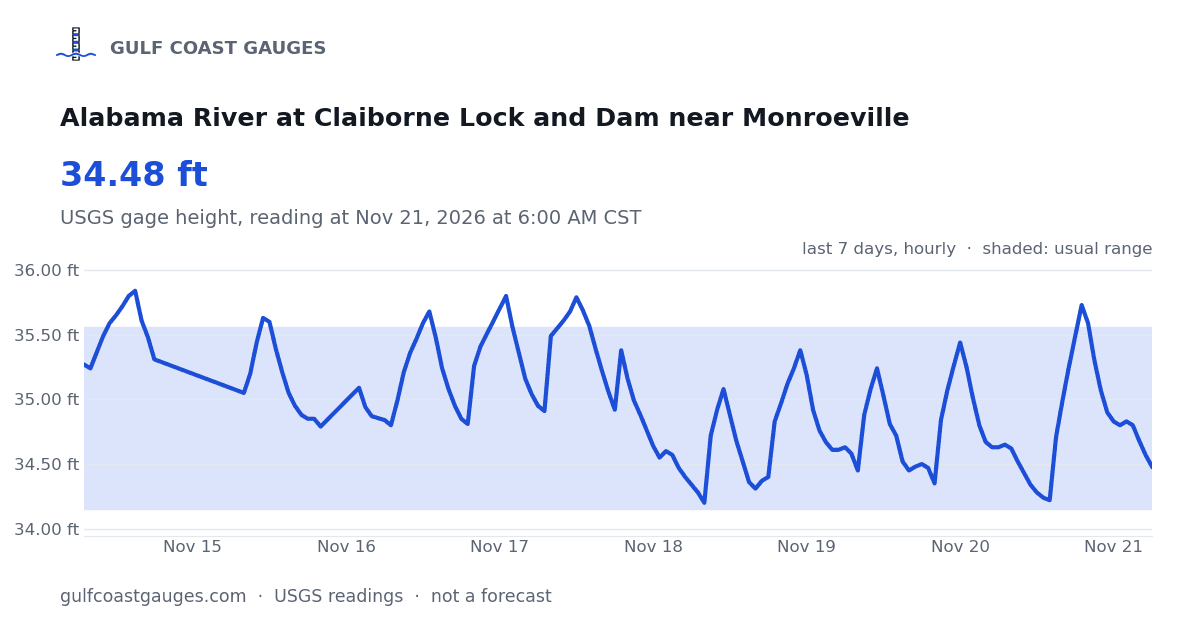 GULF COAST GAUGES
Alabama River at Claiborne Lock and Dam near Monroeville
34.48 ft
USGS gage height, reading at Nov 21, 2026 at 6:00 AM CST
last 7 days, hourly · shaded: usual range
36.00 ft
35.50 ft
35.00 ft
34.50 ft
34.00 ft
Nov 15 Nov 16 Nov 17 Nov 18 Nov 19 Nov 20 Nov 21
gulfcoastgauges.com · USGS readings · not a forecast